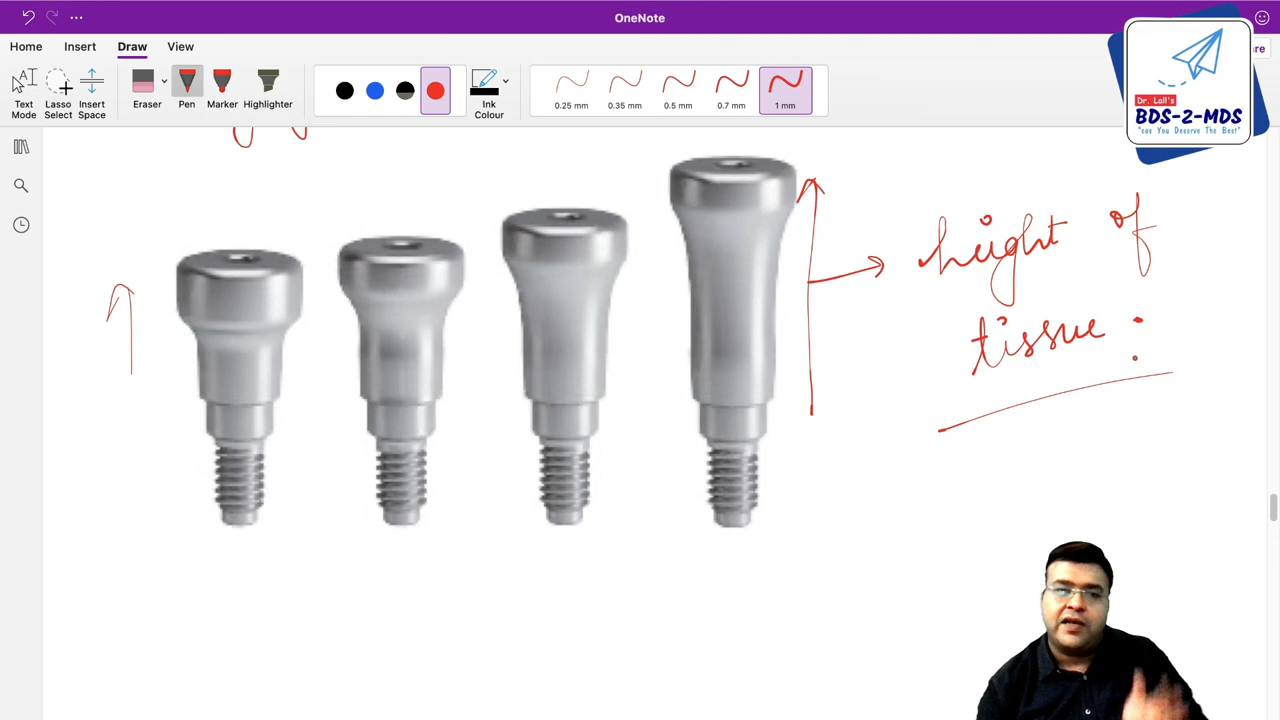 OneNote
Home Insert Draw View
Text Mode
Lasso Select
Insert Space
Eraser
Pen
Marker
Highlighter
Ink Colour
0.25 mm
0.35 mm
0.5 mm
0.7 mm
1 mm
Dr. Lall's
BDS-2-MDS
"cos You Deserve The Best"
height of
tissue :